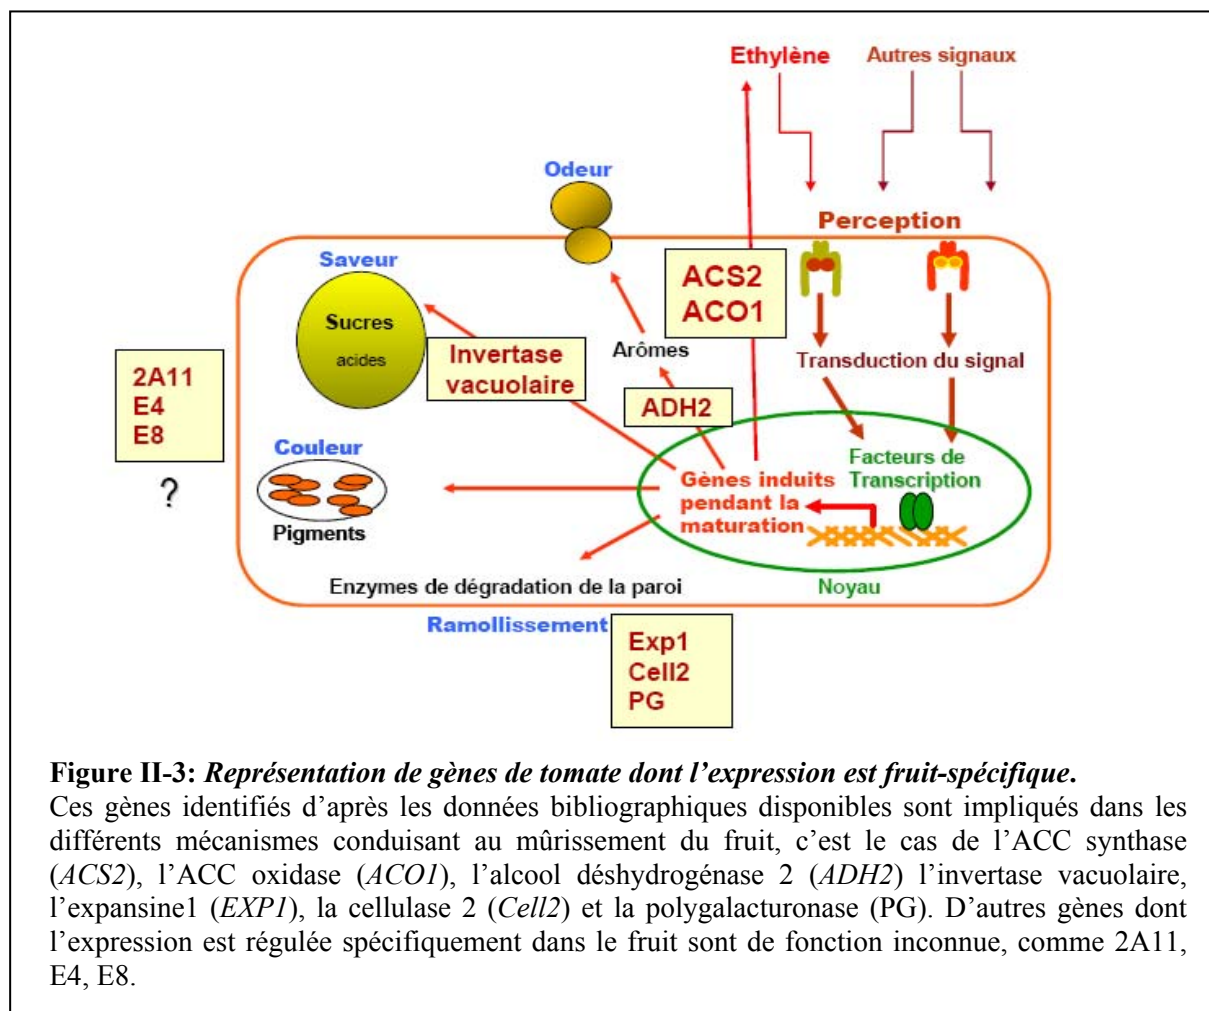 Ethylène
Autres signaux
Odeur
Perception
Saveur
ACS2
ACO1
Sucres
acides
Invertase
vacuolaire
Arômes
Transduction du signal
2A11
E4
E8
?
ADH2
Couleur
Pigments
Facteurs de
Transcription
Gènes induits
pendant la
maturation
Enzymes de dégradation de la paroi
Noyau
Ramollissement
Exp1
Cell2
PG
Figure II-3: Représentation de gènes de tomate dont l’expression est fruit-spécifique.
Ces gènes identifiés d’après les données bibliographiques disponibles sont impliqués dans les
différents mécanismes conduisant au mûrissement du fruit, c’est le cas de l’ACC synthase
(ACS2), l’ACC oxidase (ACO1), l’alcool déshydrogénase 2 (ADH2) l’invertase vacuolaire,
l’expansine1 (EXP1), la cellulase 2 (Cell2) et la polygalacturonase (PG). D’autres gènes dont
l’expression est régulée spécifiquement dans le fruit sont de fonction inconnue, comme 2A11,
E4, E8.